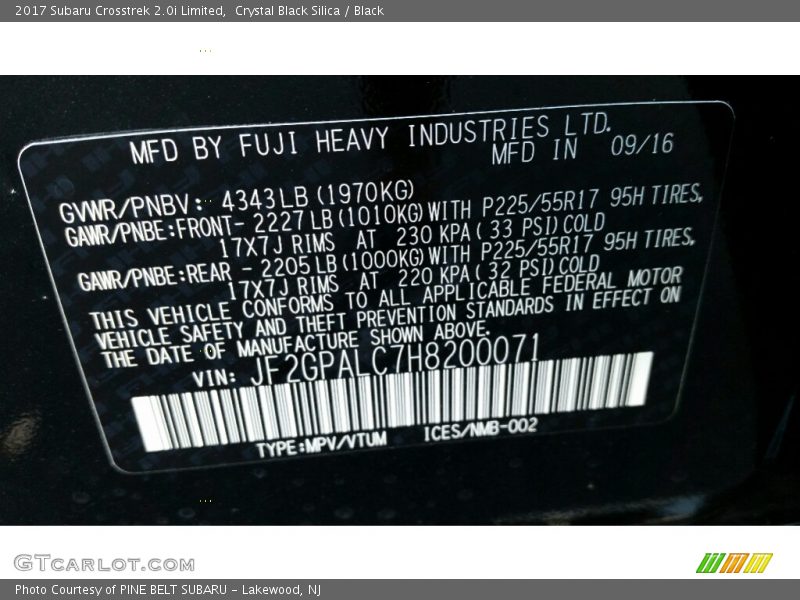 2017 Subaru Crosstrek 2.0i Limited,  Crystal Black Silica / Black
MFD BY FUJI HEAVY INDUSTRIES LTD.
MFD IN 09/16
GVWR/PNBV: 4343LB (1970KG)
GAWR/PNBE:FRONT- 2227 LB (1010KG) WITH P225/55R17 95H TIRES,
17X7J RIMS AT 230 KPA ( 33 PSI) COLD
GAWR/PNBE:REAR - 2205 LB (1000KG) WITH P225/55R17 95H TIRES,
17X7J RIMS AT 220 KPA ( 32 PSI) COLD
THIS VEHICLE CONFORMS TO ALL APPLICABLE FEDERAL MOTOR
VEHICLE SAFETY AND THEFT PREVENTION STANDARDS IN EFFECT ON
THE DATE OF MANUFACTURE SHOWN ABOVE.
VIN: JF2GPALC7H8200071
TYPE:MPV/VTUM ICES/NMB-002
GTCarlot.com
Photo Courtesy of PINE BELT SUBARU - Lakewood, NJ